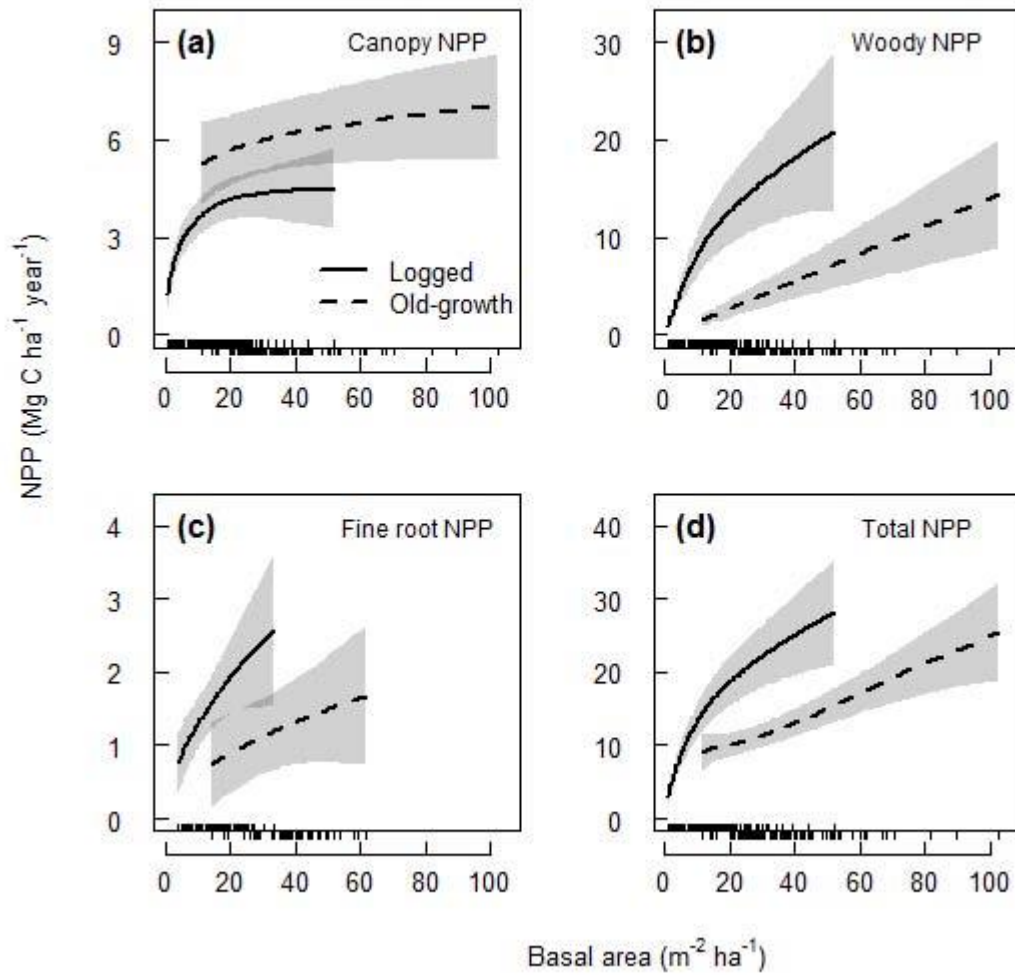 (a) Canopy NPP
9
6
3
0
Logged
Old-growth
0 20 40 60 80 100
(b) Woody NPP
30
20
10
0
0 20 40 60 80 100
NPP (Mg C ha⁻¹ year⁻¹)
(c) Fine root NPP
4
3
2
1
0
0 20 40 60 80 100
(d) Total NPP
40
30
20
10
0
0 20 40 60 80 100
Basal area (m⁻² ha⁻¹)